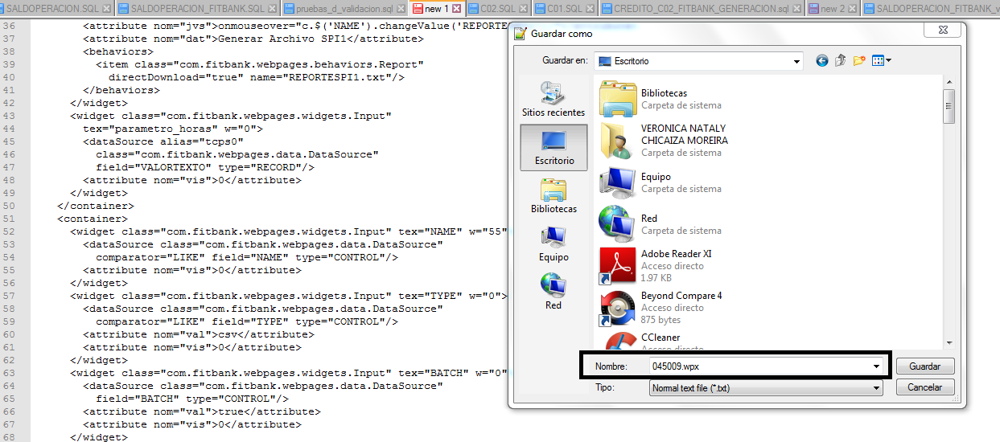 SALDOPERACION.SQL SALDOPERACION_FITBANK.SQL pruebas_d_validacion.sql new 1 C02.SQL C01.SQL CREDITO_C02_FITBANK_GENERACION.sql new 2 SALDOPERACION_FITBANK_v
36 <attribute nom="jvs">onmouseover="c.$('NAME').changeValue('REPORTE
37 <attribute nom="dat">Generar Archivo SPI1</attribute>
38 <behaviors>
39 <item class="com.fitbank.webpages.behaviors.Report"
40 directDownload="true" name="REPORTESPI1.txt"/>
41 </behaviors>
42 </widget>
43 <widget class="com.fitbank.webpages.widgets.Input"
44 tex="parametro_horas" w="0">
45 <dataSource alias="tcps0"
46 class="com.fitbank.webpages.data.DataSource"
47 field="VALORTEXTO" type="RECORD"/>
48 <attribute nom="vis">0</attribute>
49 </widget>
50 </container>
51 <container>
52 <widget class="com.fitbank.webpages.widgets.Input" tex="NAME" w="55"
53 <dataSource class="com.fitbank.webpages.data.DataSource"
54 comparator="LIKE" field="NAME" type="CONTROL"/>
55 <attribute nom="vis">0</attribute>
56 </widget>
57 <widget class="com.fitbank.webpages.widgets.Input" tex="TYPE" w="0">
58 <dataSource class="com.fitbank.webpages.data.DataSource"
59 comparator="LIKE" field="TYPE" type="CONTROL"/>
60 <attribute nom="val">csv</attribute>
61 <attribute nom="vis">0</attribute>
62 </widget>
63 <widget class="com.fitbank.webpages.widgets.Input" tex="BATCH" w="0"
64 <dataSource class="com.fitbank.webpages.data.DataSource"
65 field="BATCH" type="CONTROL"/>
66 <attribute nom="val">true</attribute>
67 <attribute nom="vis">0</attribute>
68 </widget>
Guardar como
Guardar en: Escritorio
Sitios recientes
Escritorio
Bibliotecas
Equipo
Red
Bibliotecas
Carpeta de sistema
VERONICA NATALY
CHICAIZA MOREIRA
Carpeta de sistema
Equipo
Carpeta de sistema
Red
Carpeta de sistema
Adobe Reader XI
Acceso directo
1.97 KB
Beyond Compare 4
Acceso directo
875 bytes
CCleaner
Acceso directo
Nombre: 045009.wpx Guardar
Tipo: Normal text file (*.txt) Cancelar